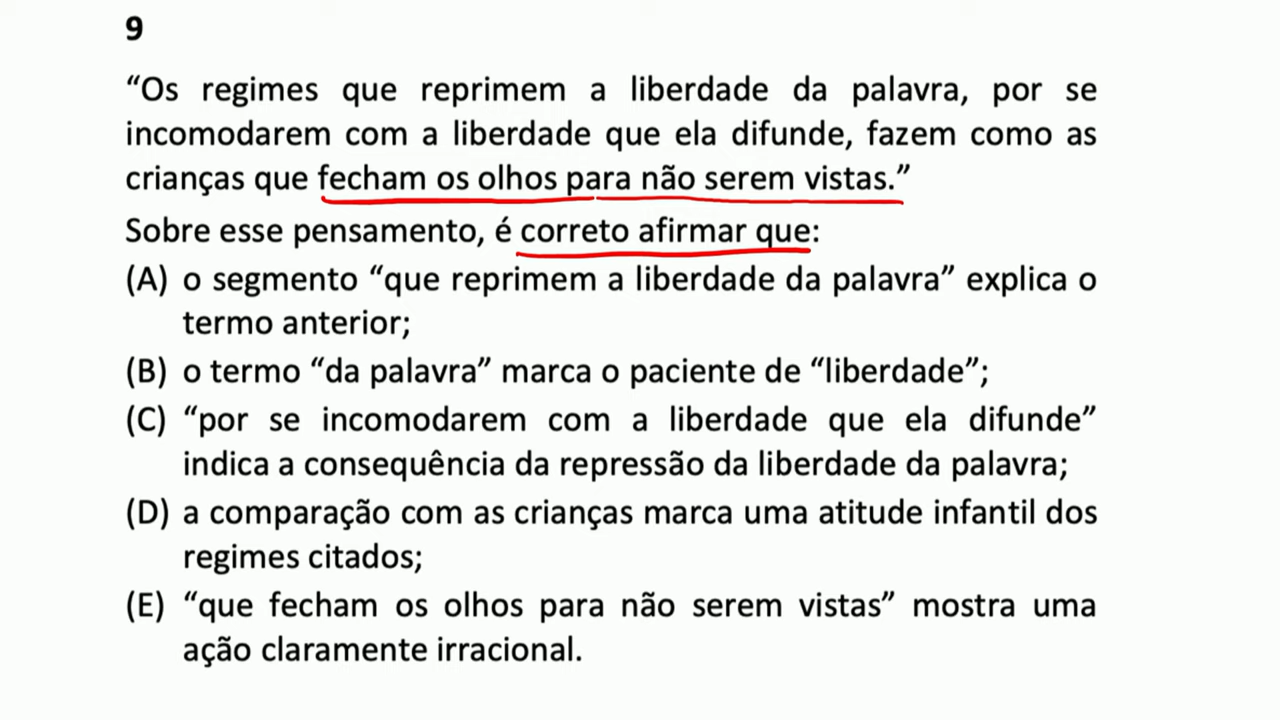 9
“Os regimes que reprimem a liberdade da palavra, por se
incomodarem com a liberdade que ela difunde, fazem como as
crianças que fecham os olhos para não serem vistas.”
Sobre esse pensamento, é correto afirmar que:
(A) o segmento “que reprimem a liberdade da palavra” explica o
termo anterior;
(B) o termo “da palavra” marca o paciente de “liberdade”;
(C) “por se incomodarem com a liberdade que ela difunde”
indica a consequência da repressão da liberdade da palavra;
(D) a comparação com as crianças marca uma atitude infantil dos
regimes citados;
(E) “que fecham os olhos para não serem vistas” mostra uma
ação claramente irracional.